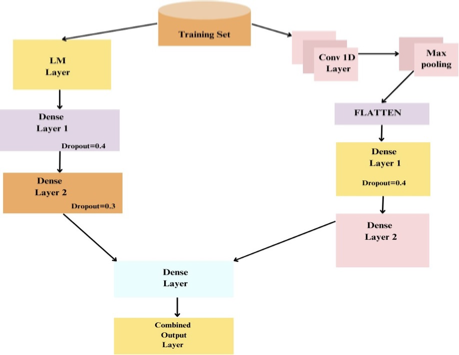 Training Set
LM
Layer
Conv 1D
Layer
Max
pooling
Dense
Layer 1
Dropout=0.4
FLATTEN
Dense
Layer 1
Dropout=0.4
Dense
Layer 2
Dropout=0.3
Dense
Layer 2
Dense
Layer
Combined
Output
Layer